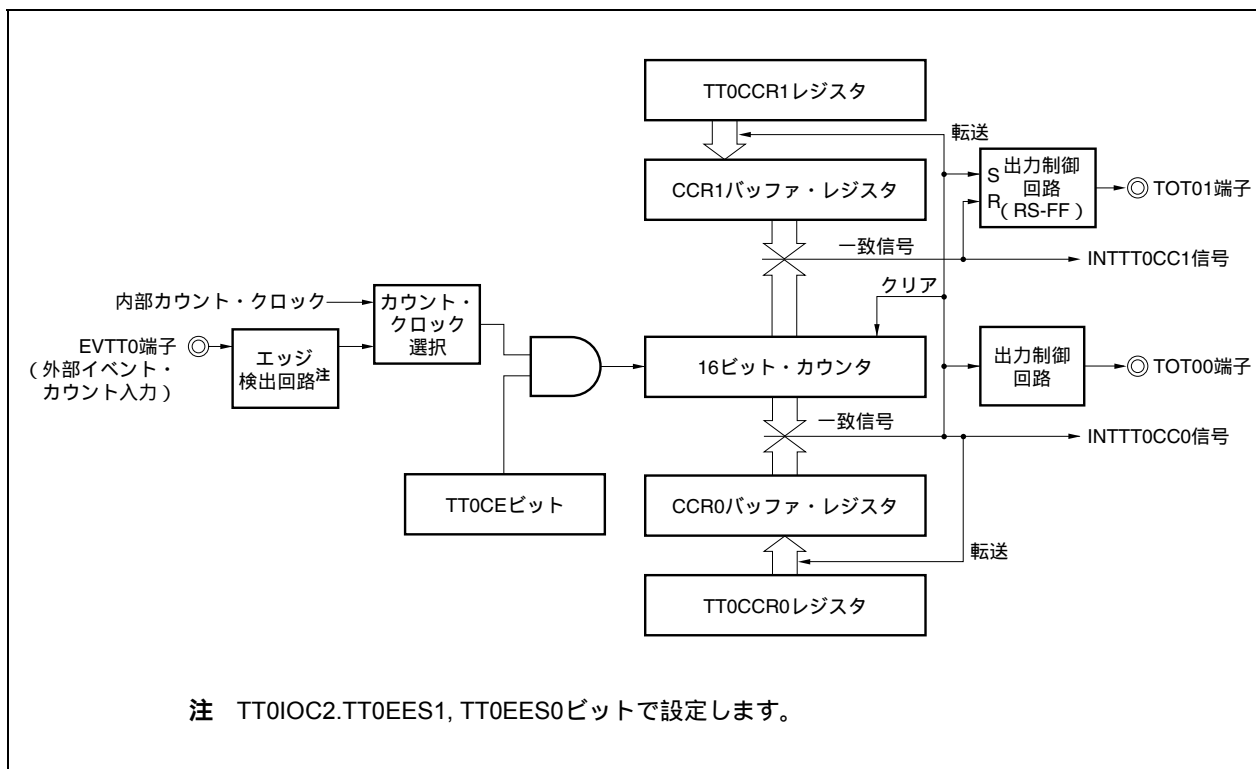 TT0CCR1レジスタ
転送
CCR1バッファ・レジスタ
S 出力制御
回路
R（RS-FF）
TOT01端子
一致信号
INTTT0CC1信号
クリア
内部カウント・クロック
カウント・
クロック
選択
EVTT0端子
（外部イベント・
カウント入力）
エッジ
検出回路注
16ビット・カウンタ
出力制御
回路
TOT00端子
一致信号
INTTT0CC0信号
TT0CEビット
CCR0バッファ・レジスタ
転送
TT0CCR0レジスタ
注 TT0IOC2.TT0EES1, TT0EES0ビットで設定します。